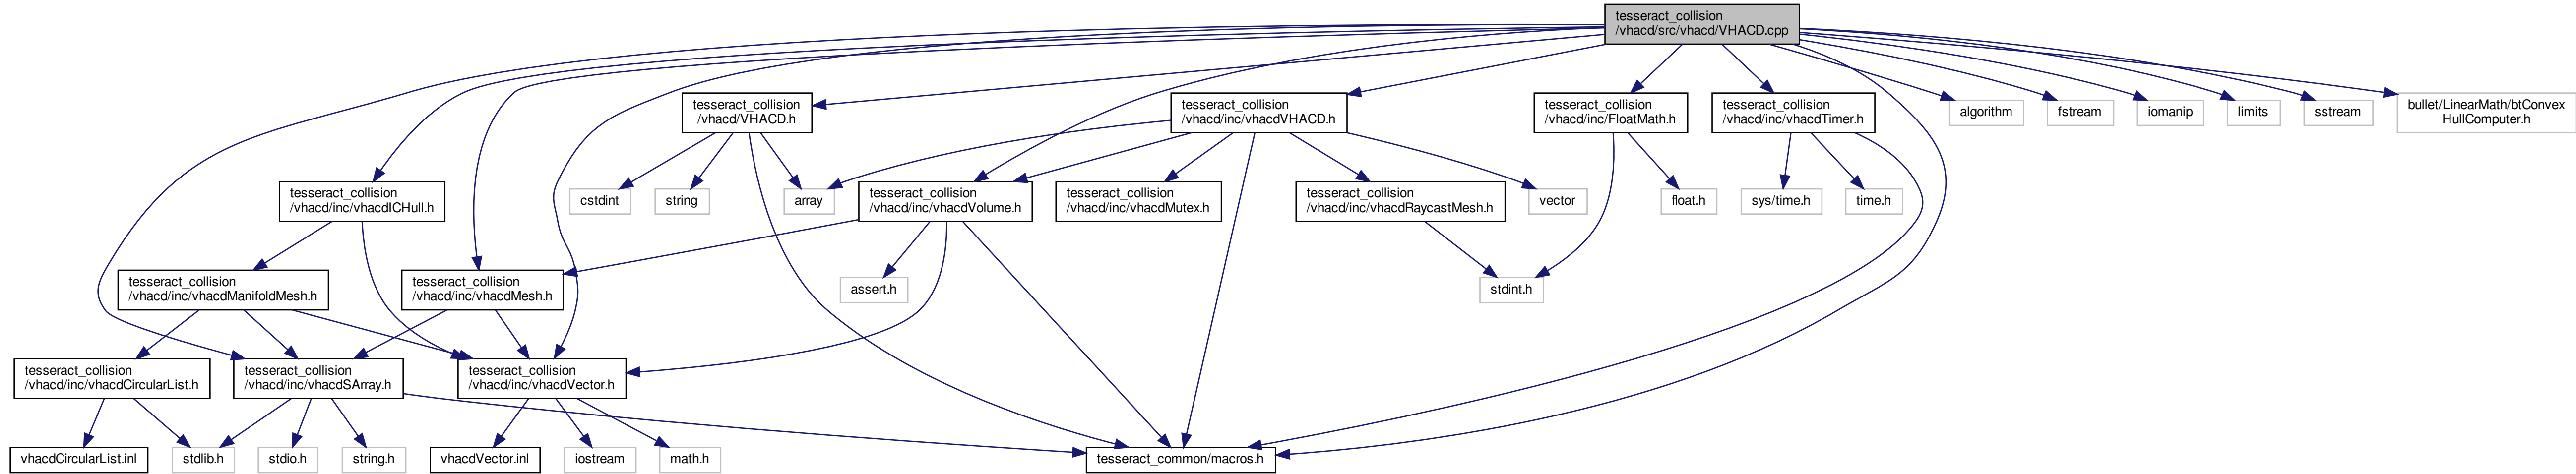 tesseract_collision
/vhacd/src/vhacd/VHACD.cpp
tesseract_collision
/vhacd/VHACD.h
tesseract_collision
/vhacd/inc/vhacdVHACD.h
tesseract_collision
/vhacd/inc/FloatMath.h
tesseract_collision
/vhacd/inc/vhacdTimer.h
algorithm
fstream
iomanip
limits
sstream
bullet/LinearMath/btConvex
HullComputer.h
tesseract_collision
/vhacd/inc/vhacdICHull.h
cstdint
string
array
tesseract_collision
/vhacd/inc/vhacdVolume.h
tesseract_collision
/vhacd/inc/vhacdMutex.h
tesseract_collision
/vhacd/inc/vhacdRaycastMesh.h
vector
float.h
sys/time.h
time.h
tesseract_collision
/vhacd/inc/vhacdManifoldMesh.h
tesseract_collision
/vhacd/inc/vhacdMesh.h
assert.h
stdint.h
tesseract_collision
/vhacd/inc/vhacdCircularList.h
tesseract_collision
/vhacd/inc/vhacdSArray.h
tesseract_collision
/vhacd/inc/vhacdVector.h
vhacdCircularList.inl
stdlib.h
stdio.h
string.h
vhacdVector.inl
iostream
math.h
tesseract_common/macros.h